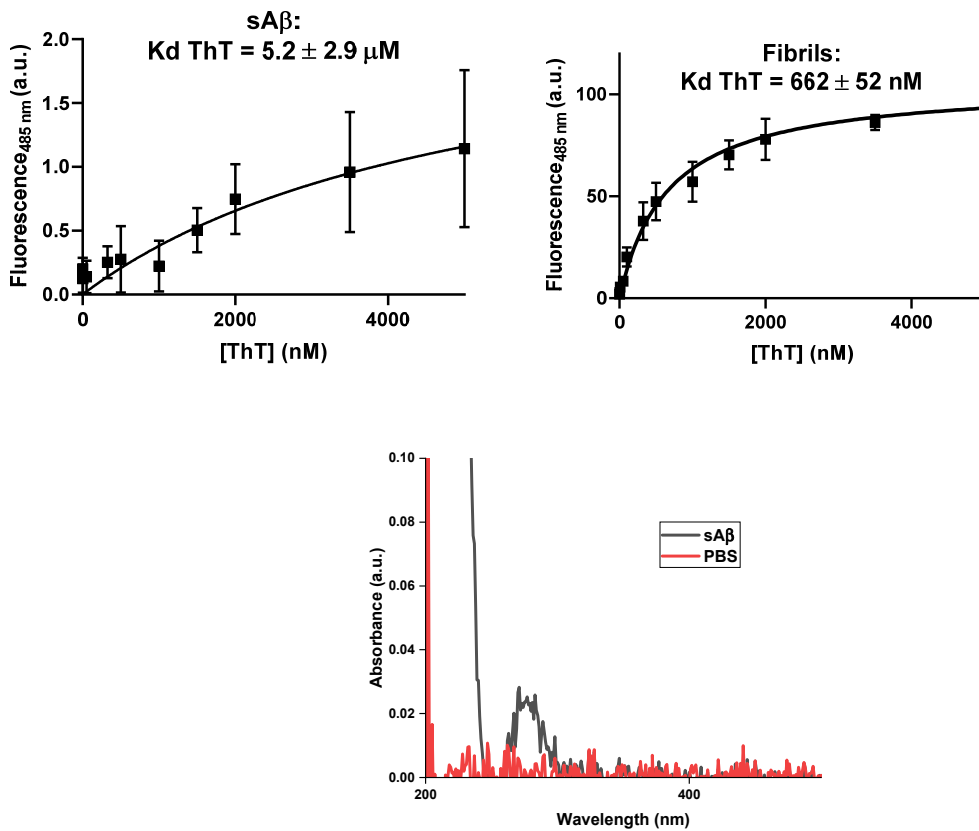 sAβ:
Kd ThT = 5.2 ± 2.9 μM
2.0
1.5
1.0
0.5
0.0
Fluorescence485 nm (a.u.)
0
2000
4000
[ThT] (nM)
Fibrils:
Kd ThT = 662 ± 52 nM
100
50
0
Fluorescence485 nm (a.u.)
0
2000
4000
[ThT] (nM)
0.10
0.08
0.06
0.04
0.02
0.00
Absorbance (a.u.)
sAβ
PBS
200
400
Wavelength (nm)